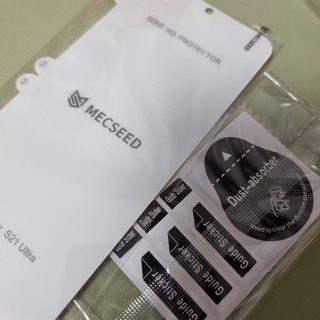 HD PROTECTOR
MECSEED
S21 Ultra
Dust-absorber
Guide Sticker
Guide Sticker
Guide Sticker
Guide Sticker
Guide Sticker